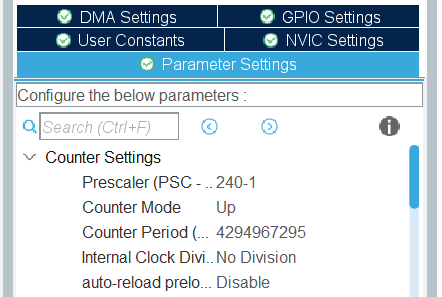 DMA Settings GPIO Settings
User Constants NVIC Settings
Parameter Settings
Configure the below parameters :
Search (Ctrl+F)
Counter Settings
Prescaler (PSC - .. 240-1
Counter Mode Up
Counter Period (... 4294967295
Internal Clock Divi.. No Division
auto-reload prelo... Disable